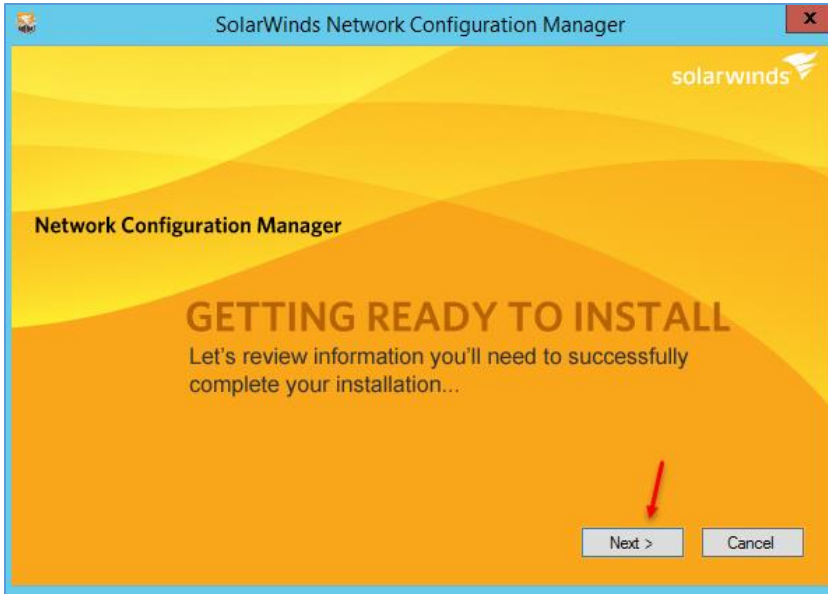 SolarWinds Network Configuration Manager
x
solarwinds
Network Configuration Manager
GETTING READY TO INSTALL
Let's review information you'll need to successfully
complete your installation...
Next >
Cancel